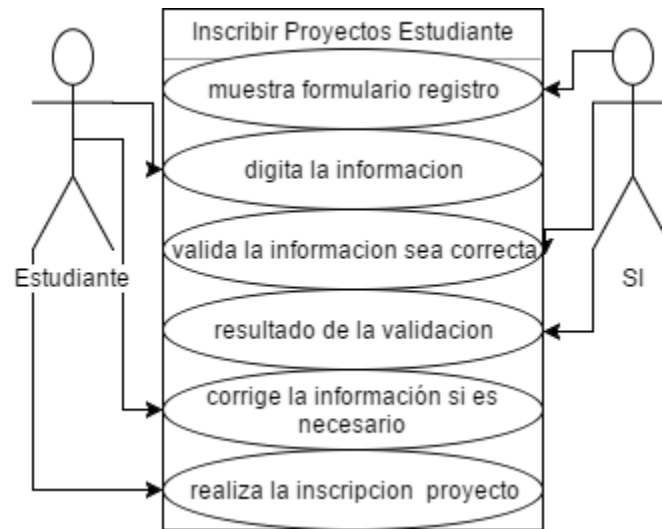 Inscribir Proyectos Estudiante
muestra formulario registro
digita la informacion
valida la informacion sea correcta
Estudiante
SI
resultado de la validacion
corrige la información si es
necesario
realiza la inscripcion proyecto